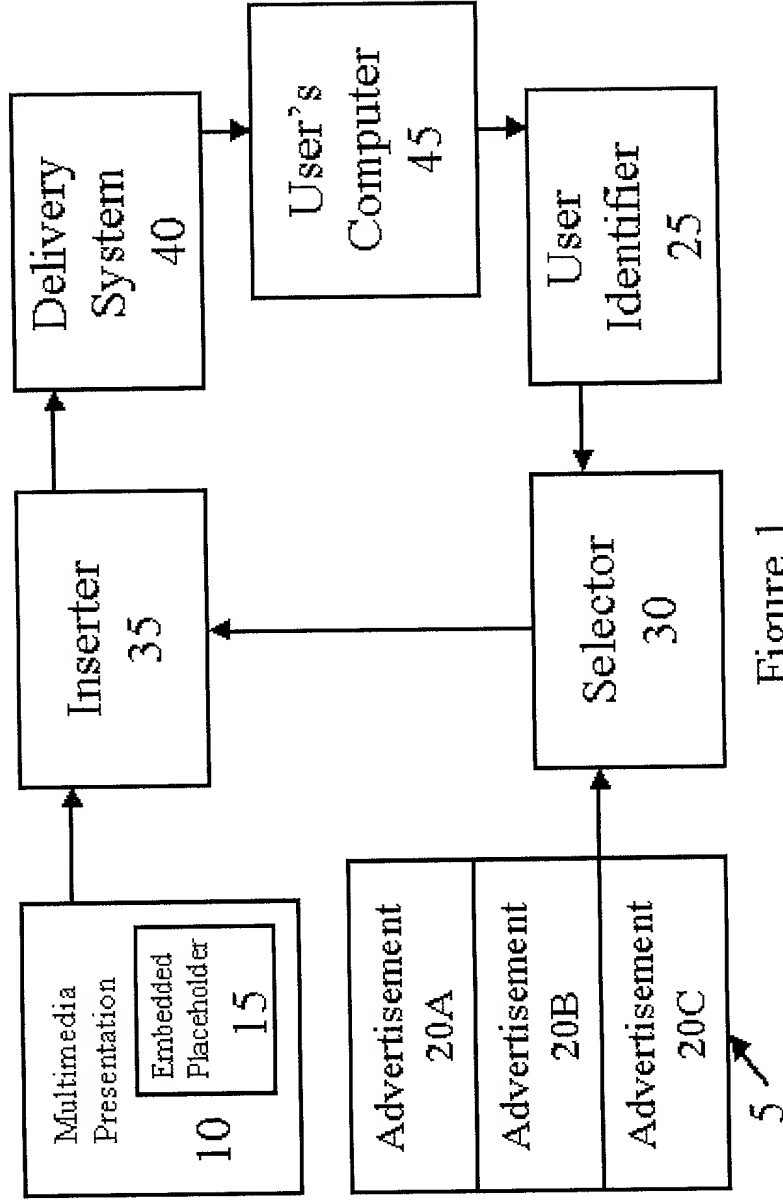 Multimedia
Presentation
Embedded
Placeholder
15
10
Inserter
35
Delivery
System
40
User's
Computer
45
Advertisement
20A
Advertisement
20B
Advertisement
20C
5
Selector
30
User
Identifier
25
Figure 1